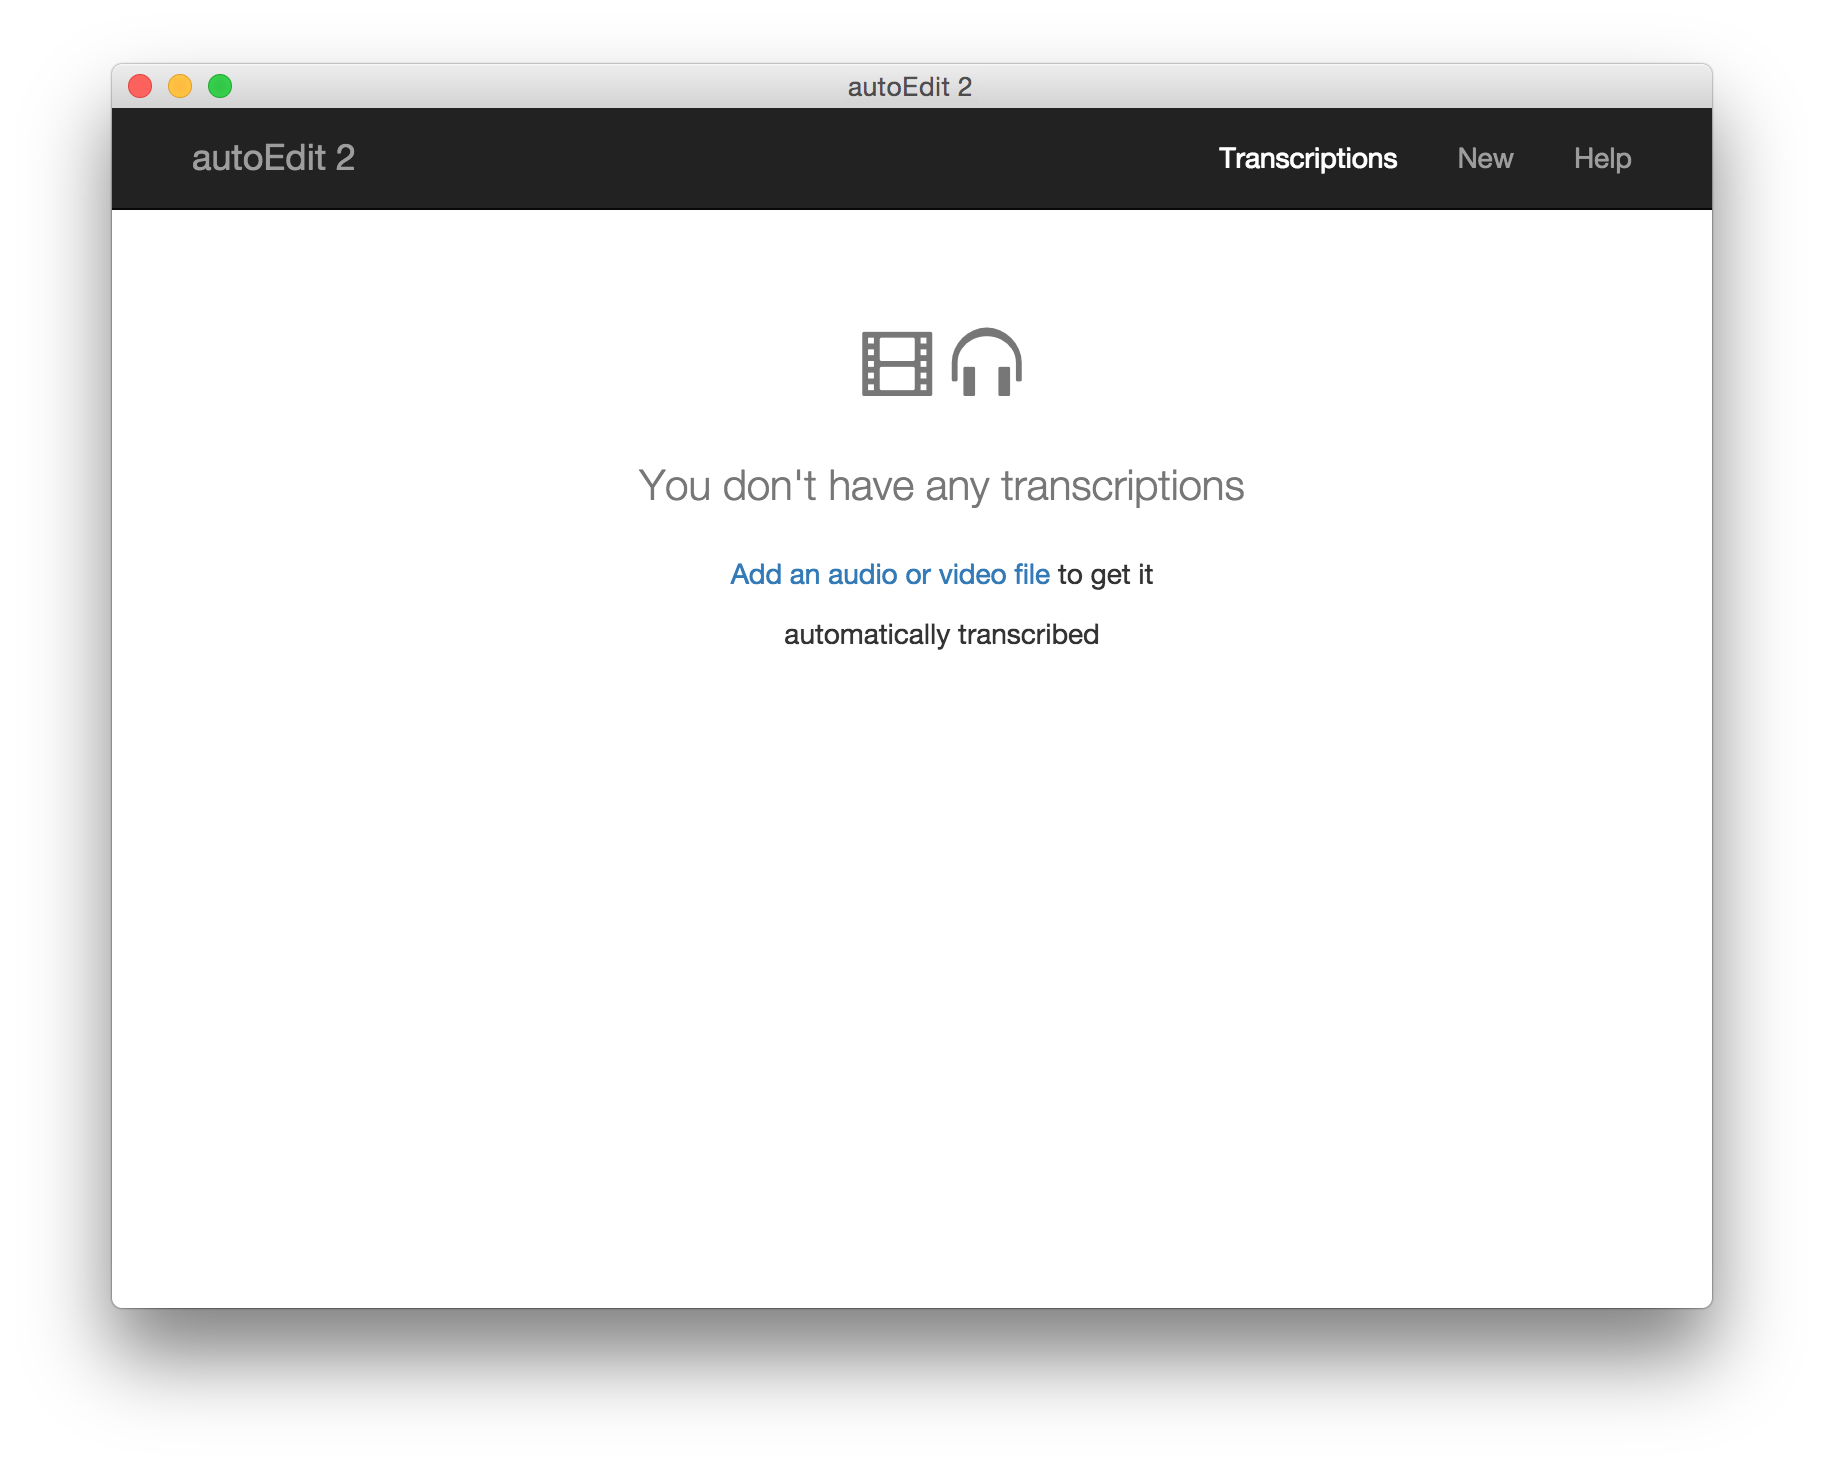 autoEdit 2
autoEdit 2 Transcriptions New Help
You don't have any transcriptions
Add an audio or video file to get it
automatically transcribed